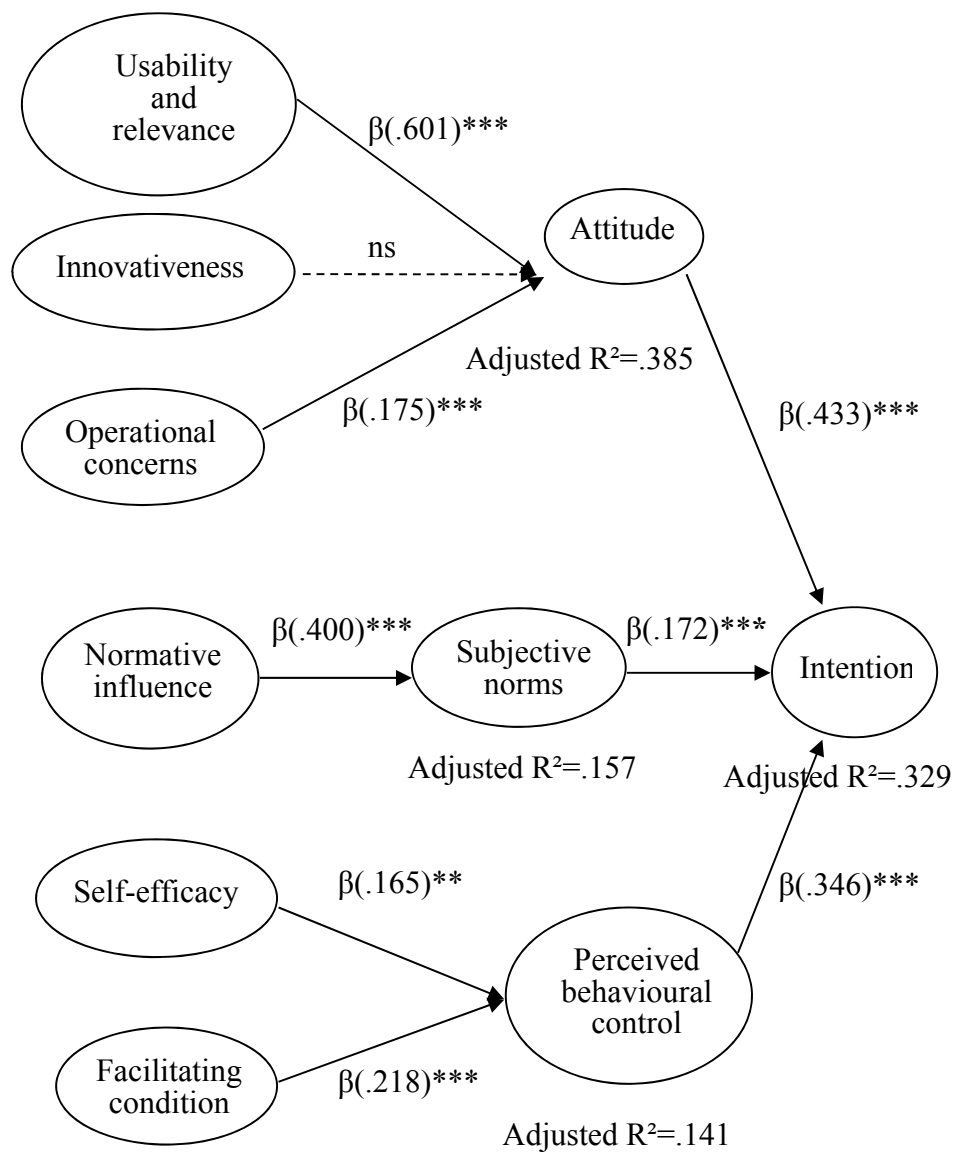 Usability
and
relevance
β(.601)***
Attitude
ns
Innovativeness
Adjusted R²=.385
β(.175)***
β(.433)***
Operational
concerns
Normative
influence
β(.400)***
Subjective
norms
β(.172)***
Intention
Adjusted R²=.157
Adjusted R²=.329
Self-efficacy
β(.165)**
β(.346)***
Perceived
behavioural
control
Facilitating
condition
β(.218)***
Adjusted R²=.141